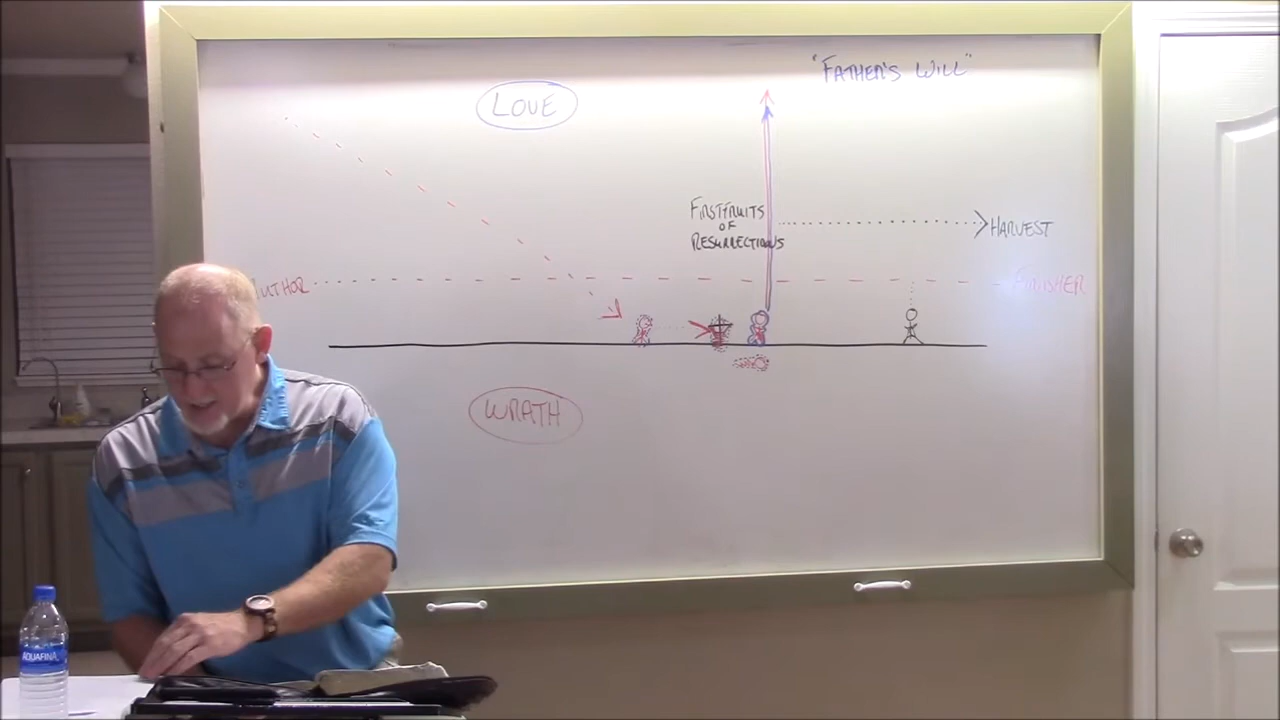 "FATHER'S WILL"
LOVE
FIRSTFRUITS
OF
RESURRECTIONS
HARVEST
UTHOR
FINISHER
WRATH
AQUAFINA